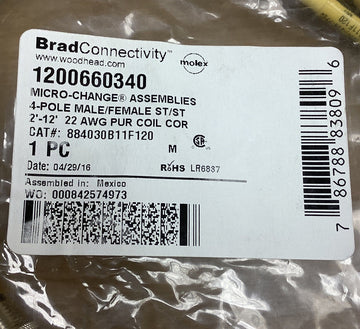 BradConnectivity™
www.woodhead.com
molex
1200660340
MICRO-CHANGE® ASSEMBLIES
4-POLE MALE/FEMALE ST/ST
2'-12' 22 AWG PUR COIL COR
CAT#: 884030B11F120
1 PC
M
Date: 04/29/16
RoHS LR6837
Assembled in: Mexico
WO: 000842574973
7 86788 83809 6